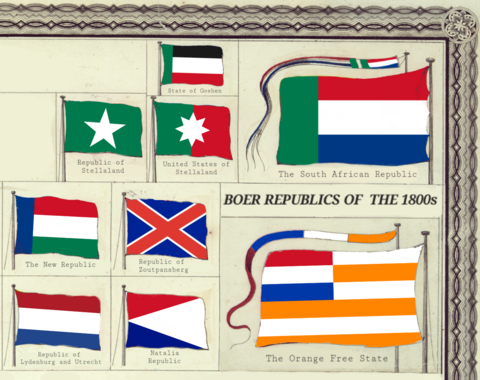 State of Goshen
Republic of
Stellaland
United States of
Stellaland
The South African Republic
BOER REPUBLICS OF THE 1800s
The New Republic
Republic of
Zoutpansberg
Republic of
Lydenburg and Utrecht
Natalia
Republic
The Orange Free State